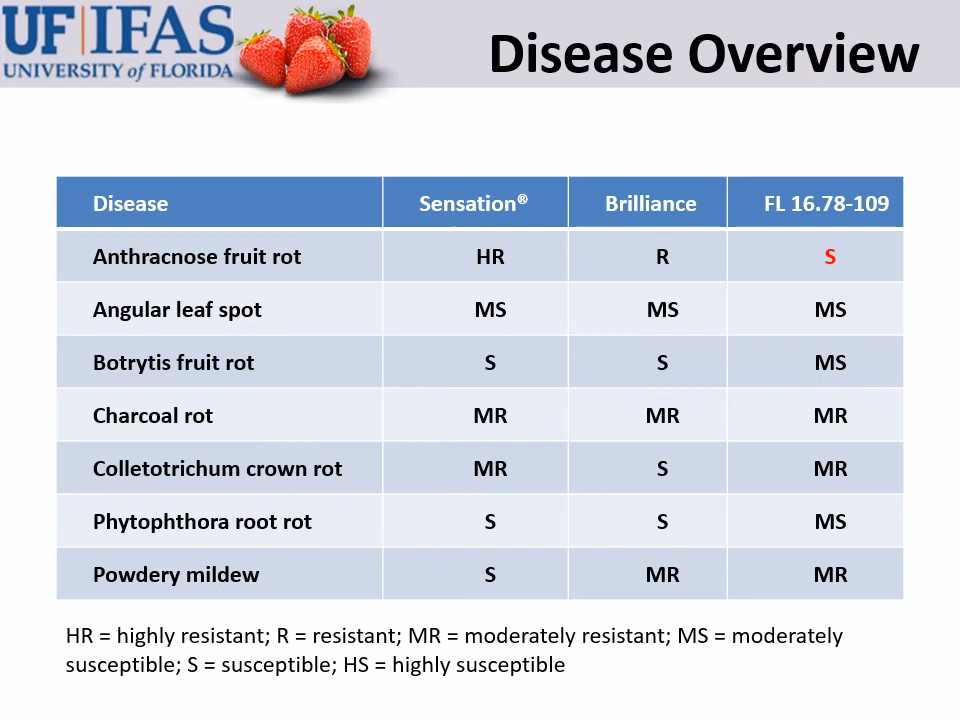 UF|IFAS
UNIVERSITY of FLORIDA
Disease Overview
Disease Sensation® Brilliance FL 16.78-109
Anthracnose fruit rot HR R S
Angular leaf spot MS MS MS
Botrytis fruit rot S S MS
Charcoal rot MR MR MR
Colletotrichum crown rot MR S MR
Phytophthora root rot S S MS
Powdery mildew S MR MR
HR = highly resistant; R = resistant; MR = moderately resistant; MS = moderately
susceptible; S = susceptible; HS = highly susceptible